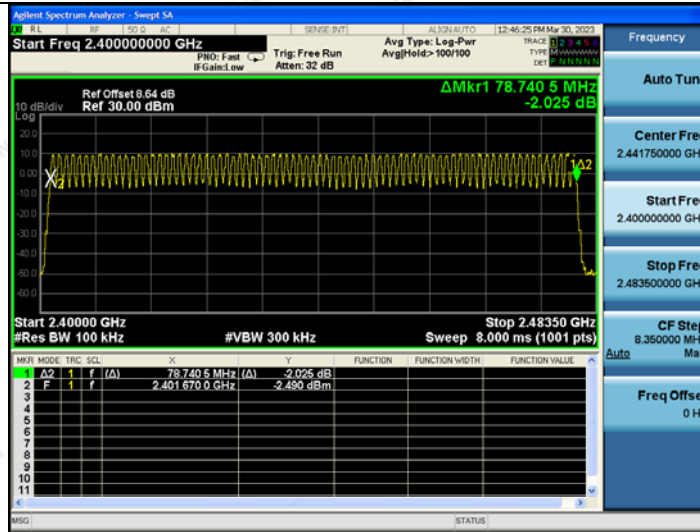 Agilent Spectrum Analyzer - Swept SA
RL RF 50 Ω AC SENSE:INT ALIGN AUTO 12:46:25 PM Mar 30, 2023
Start Freq 2.400000000 GHz
PNO: Fast
IFGain:Low
Trig: Free Run
Atten: 32 dB
Avg Type: Log-Pwr
Avg|Hold:> 100/100
TRACE 1 2 3 4 5 6
TYPE
DET P N N N N N
Frequency
Ref Offset 8.64 dB
10 dB/div Ref 30.00 dBm
Log
ΔMkr1 78.740 5 MHz
-2.025 dB
20.0
10.0
0.00
-10.0
-20.0
-30.0
-40.0
-50.0
-60.0
2
1Δ2
Start 2.40000 GHz Stop 2.48350 GHz
#Res BW 100 kHz #VBW 300 kHz Sweep 8.000 ms (1001 pts)
MKR MODE TRC SCL X Y FUNCTION FUNCTION WIDTH FUNCTION VALUE
1 Δ2 1 f (Δ) 78.740 5 MHz (Δ) -2.025 dB
2 F 1 f 2.401 670 0 GHz -2.490 dBm
3
4
5
6
7
8
9
10
11
MSG STATUS
Auto Tun
Center Fre
2.441750000 GH
Start Fre
2.400000000 GH
Stop Fre
2.483500000 GH
CF Step
8.350000 MH
Auto Ma
Freq Offse
0 H